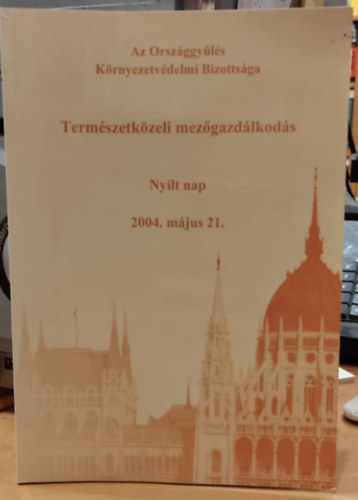 Az Országgyűlés
Környezetvédelmi Bizottsága
Természetközeli mezőgazdálkodás
Nyílt nap
2004. május 21.